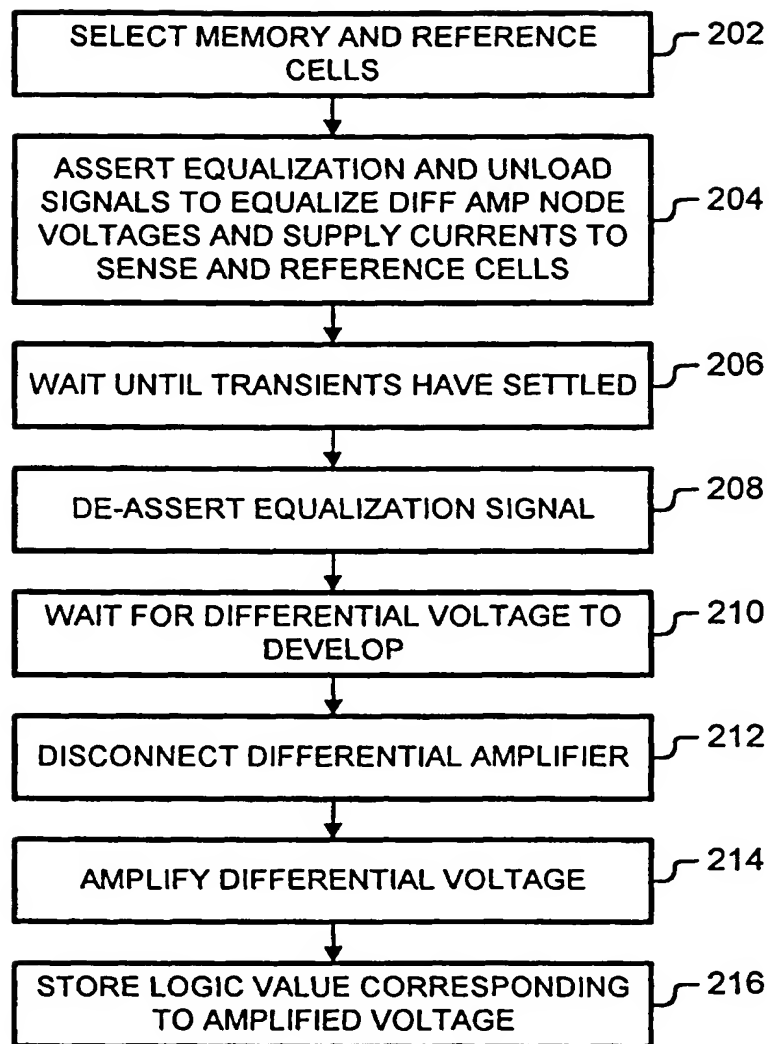 SELECT MEMORY AND REFERENCE
CELLS
202
ASSERT EQUALIZATION AND UNLOAD
SIGNALS TO EQUALIZE DIFF AMP NODE
VOLTAGES AND SUPPLY CURRENTS TO
SENSE AND REFERENCE CELLS
204
WAIT UNTIL TRANSIENTS HAVE SETTLED
206
DE-ASSERT EQUALIZATION SIGNAL
208
WAIT FOR DIFFERENTIAL VOLTAGE TO
DEVELOP
210
DISCONNECT DIFFERENTIAL AMPLIFIER
212
AMPLIFY DIFFERENTIAL VOLTAGE
214
STORE LOGIC VALUE CORRESPONDING
TO AMPLIFIED VOLTAGE
216